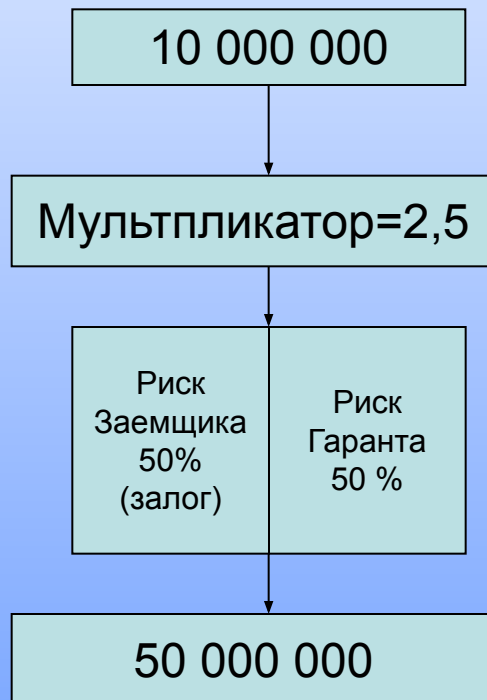 10 000 000
Мультпликатор=2,5
Риск
Заемщика
50%
(залог)
Риск
Гаранта
50 %
50 000 000